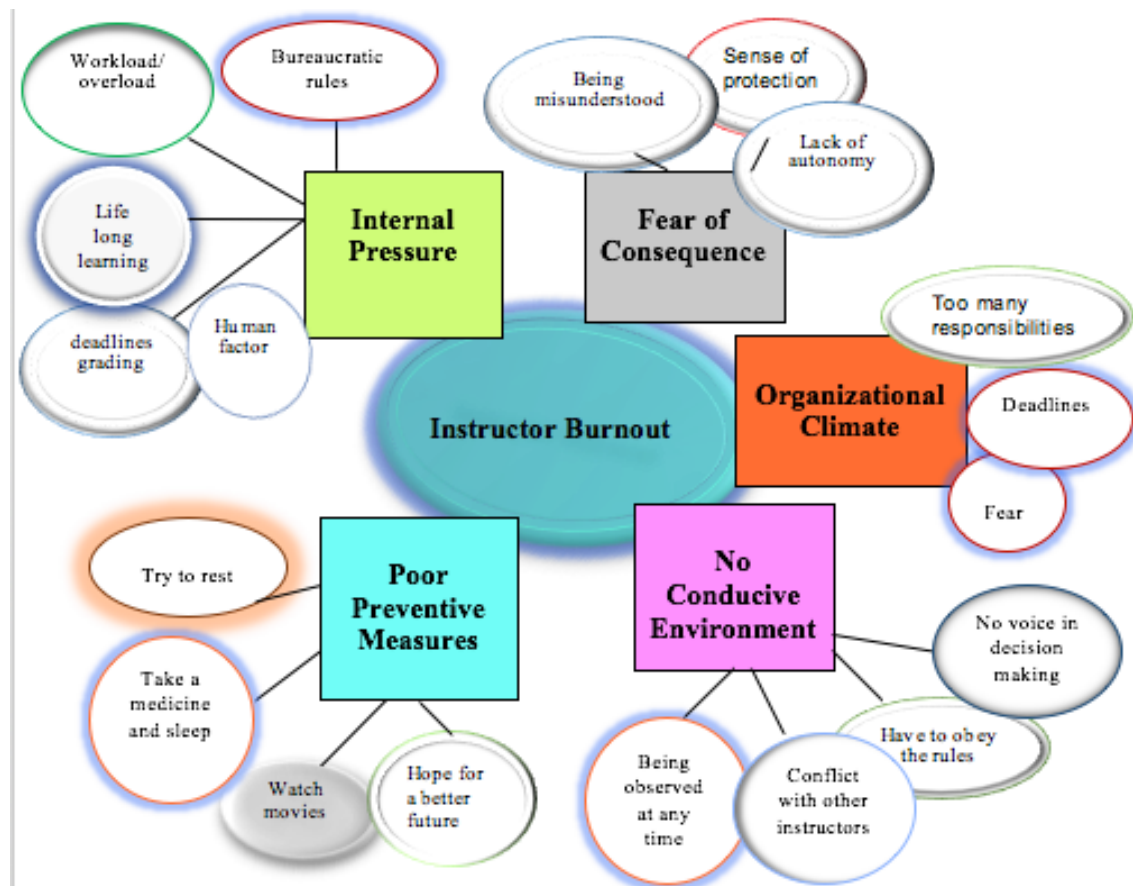 Workload/
overload
Bureaucratic
rules
Being
misunderstood
Sense of
protection
Lack of
autonomy
Internal
Pressure
Fear of
Consequence
Life
long
learning
deadlines
grading
Human
factor
Too many
responsibilities
Organizational
Climate
Deadlines
Fear
Instructor Burnout
Try to rest
Poor
Preventive
Measures
No
Conducive
Environment
Take a
medicine
and sleep
No voice in
decision
making
Watch
movies
Hope for
a better
future
Being
observed
at any
time
Conflict
with other
instructors
Have to obey
the rules